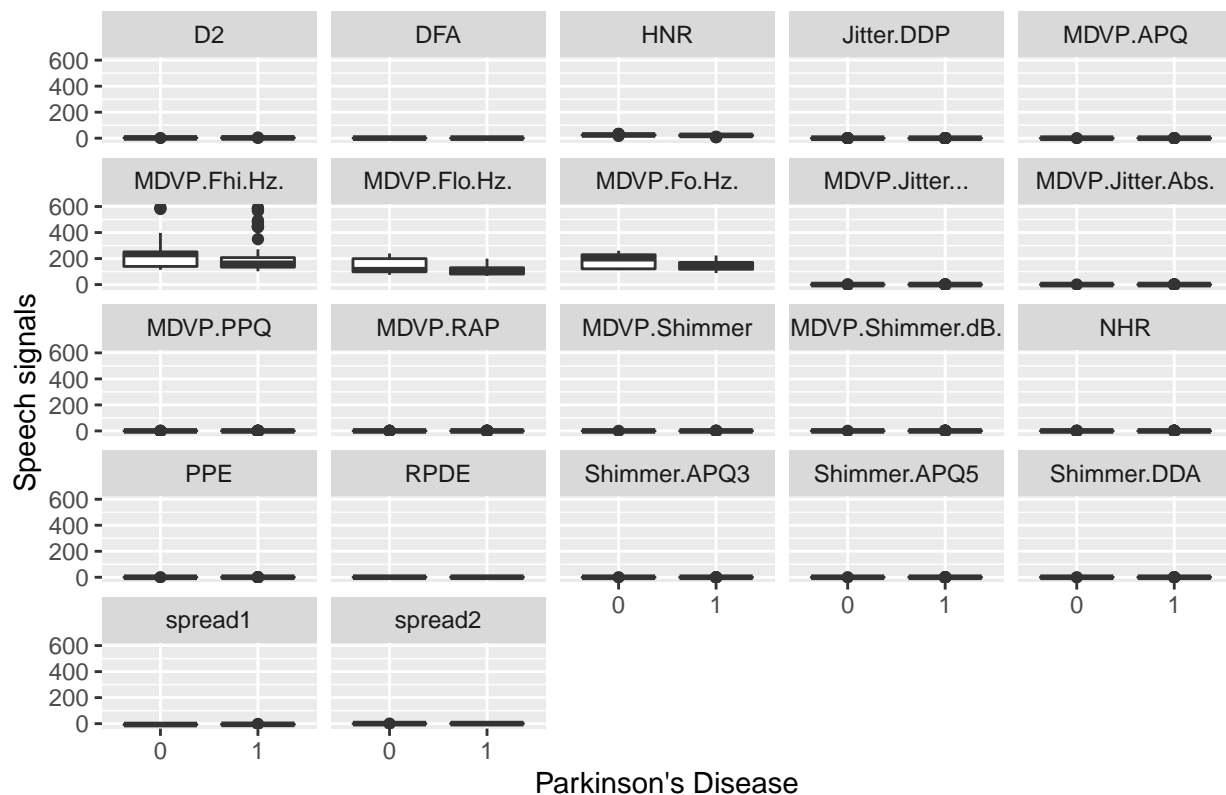 D2 DFA HNR Jitter.DDP MDVP.APQ
600
400
200
0
MDVP.Fhi.Hz. MDVP.Flo.Hz. MDVP.Fo.Hz. MDVP.Jitter... MDVP.Jitter.Abs.
600
400
200
0
MDVP.PPQ MDVP.RAP MDVP.Shimmer MDVP.Shimmer.dB. NHR
600
400
200
0
PPE RPDE Shimmer.APQ3 Shimmer.APQ5 Shimmer.DDA
600
400
200
0
0 1 0 1 0 1
spread1 spread2
600
400
200
0
0 1 0 1
Speech signals
Parkinson's Disease